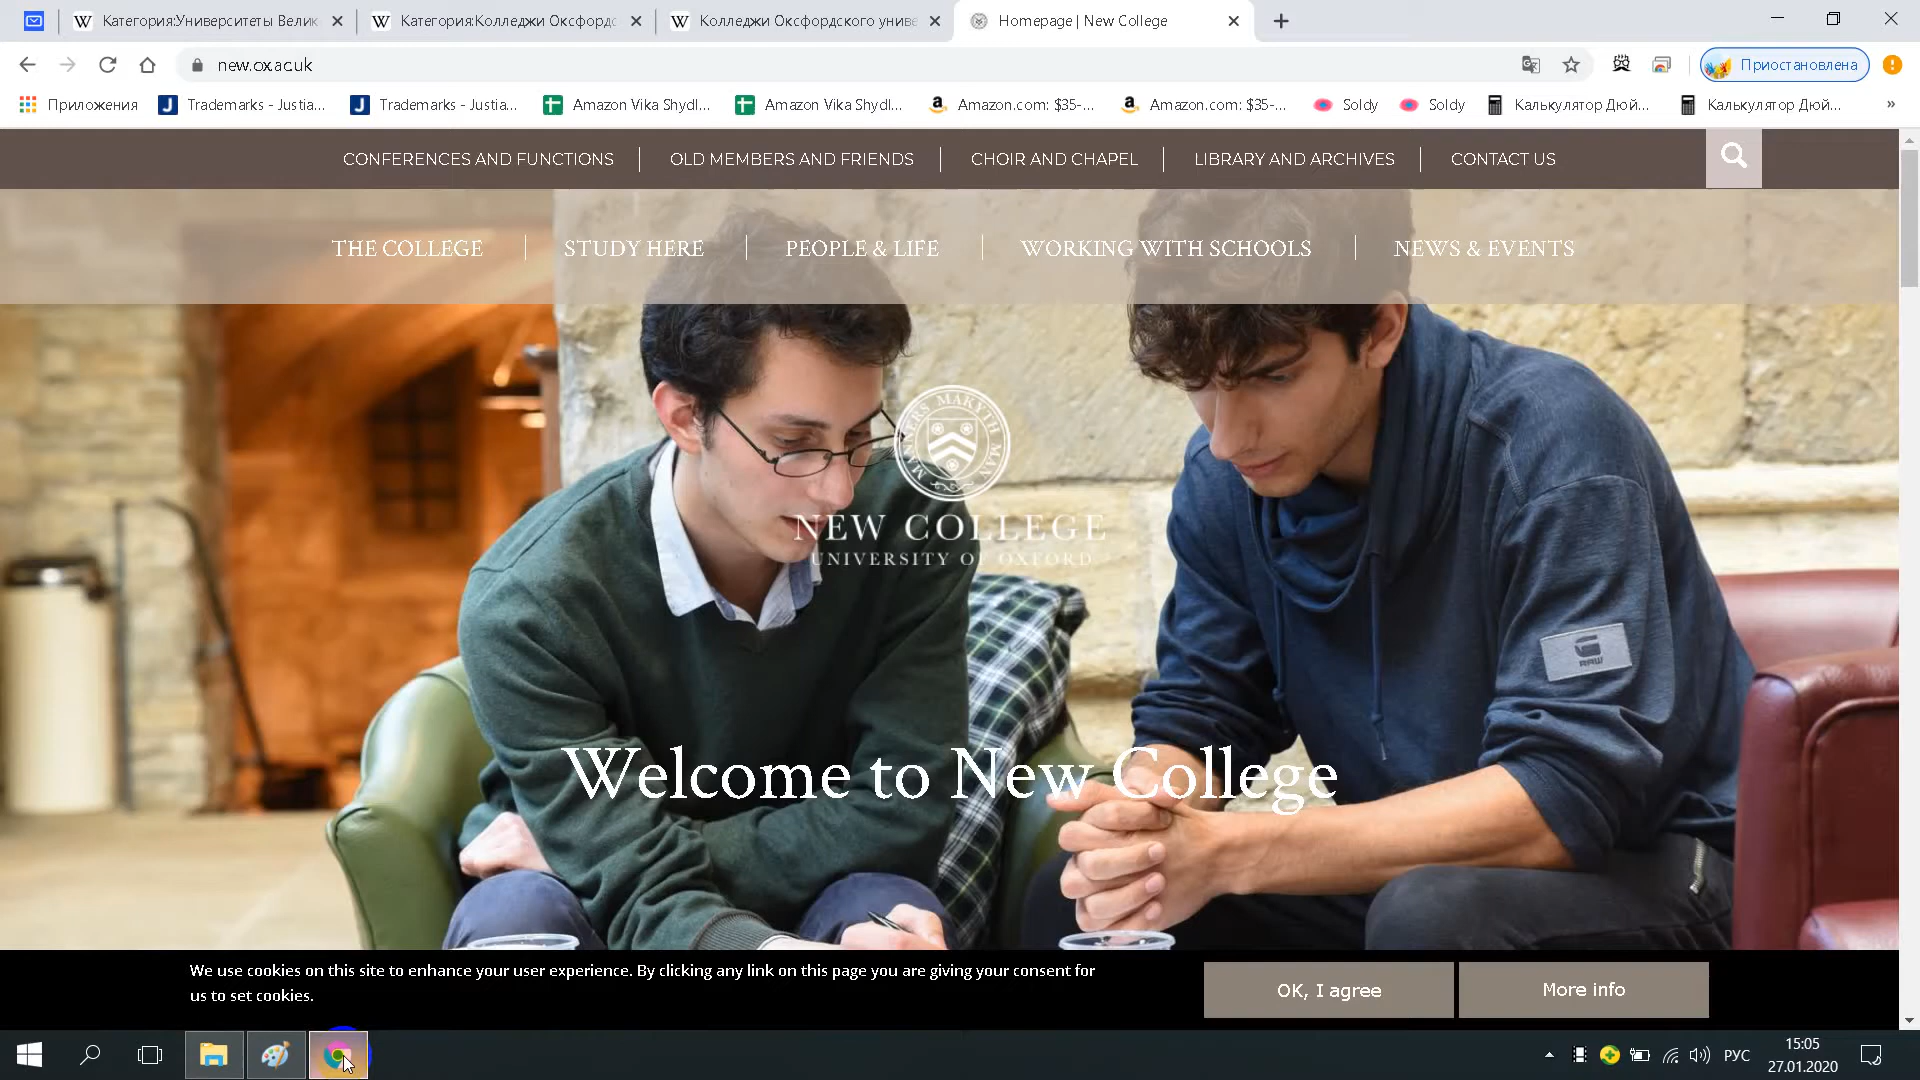 Категория:Университеты Велик
Категория:Колледжи Оксфордс
Колледжи Оксфордского униве
Homepage | New College
new.ox.ac.uk
Приостановлена
Приложения
Trademarks - Justia...
Trademarks - Justia...
Amazon Vika Shydl...
Amazon Vika Shydl...
Amazon.com: $35-...
Amazon.com: $35-...
Soldy
Soldy
Калькулятор Дюй...
Калькулятор Дюй...
»
CONFERENCES AND FUNCTIONS
OLD MEMBERS AND FRIENDS
CHOIR AND CHAPEL
LIBRARY AND ARCHIVES
CONTACT US
THE COLLEGE
STUDY HERE
PEOPLE & LIFE
WORKING WITH SCHOOLS
NEWS & EVENTS
MANNERS MAKYTH MAN
NEW COLLEGE
UNIVERSITY OF OXFORD
RAW
Welcome to New College
We use cookies on this site to enhance your user experience. By clicking any link on this page you are giving your consent for
us to set cookies.
OK, I agree
More info
РУС
15:05
27.01.2020